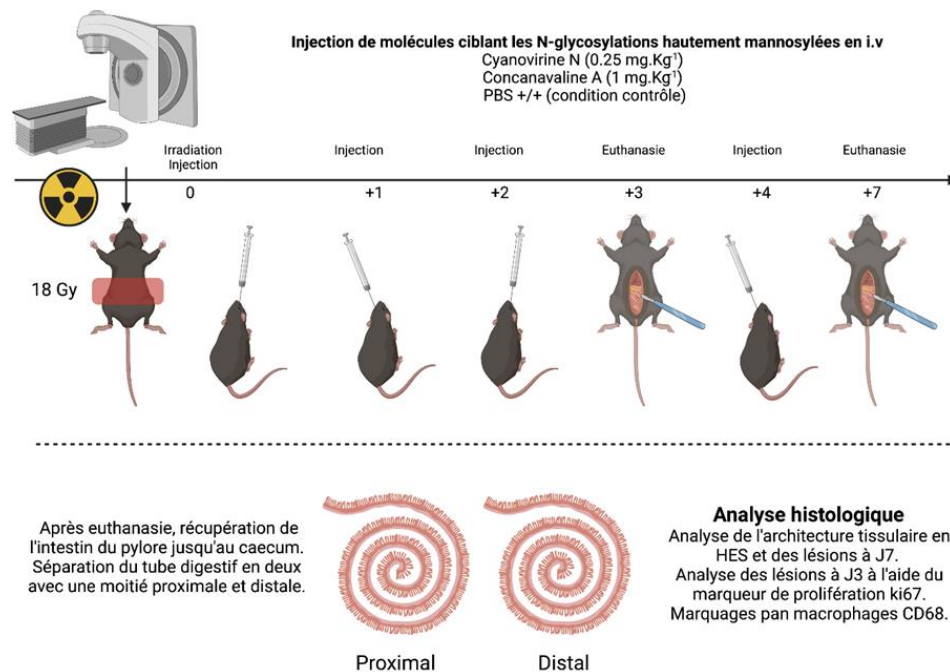 Injection de molécules ciblant les N-glycosylations hautement mannosylées en i.v
Cyanovirine N (0.25 mg.Kg⁻¹)
Concanavaline A (1 mg.Kg⁻¹)
PBS +/+ (condition contrôle)
Irradiation
Injection
Injection
Injection
Euthanasie
Injection
Euthanasie
0
+1
+2
+3
+4
+7
18 Gy
Après euthanasie, récupération de
l'intestin du pylore jusqu'au caecum.
Séparation du tube digestif en deux
avec une moitié proximale et distale.
Proximal
Distal
Analyse histologique
Analyse de l'architecture tissulaire en
HES et des lésions à J7.
Analyse des lésions à J3 à l'aide du
marqueur de prolifération ki67.
Marquages pan macrophages CD68.